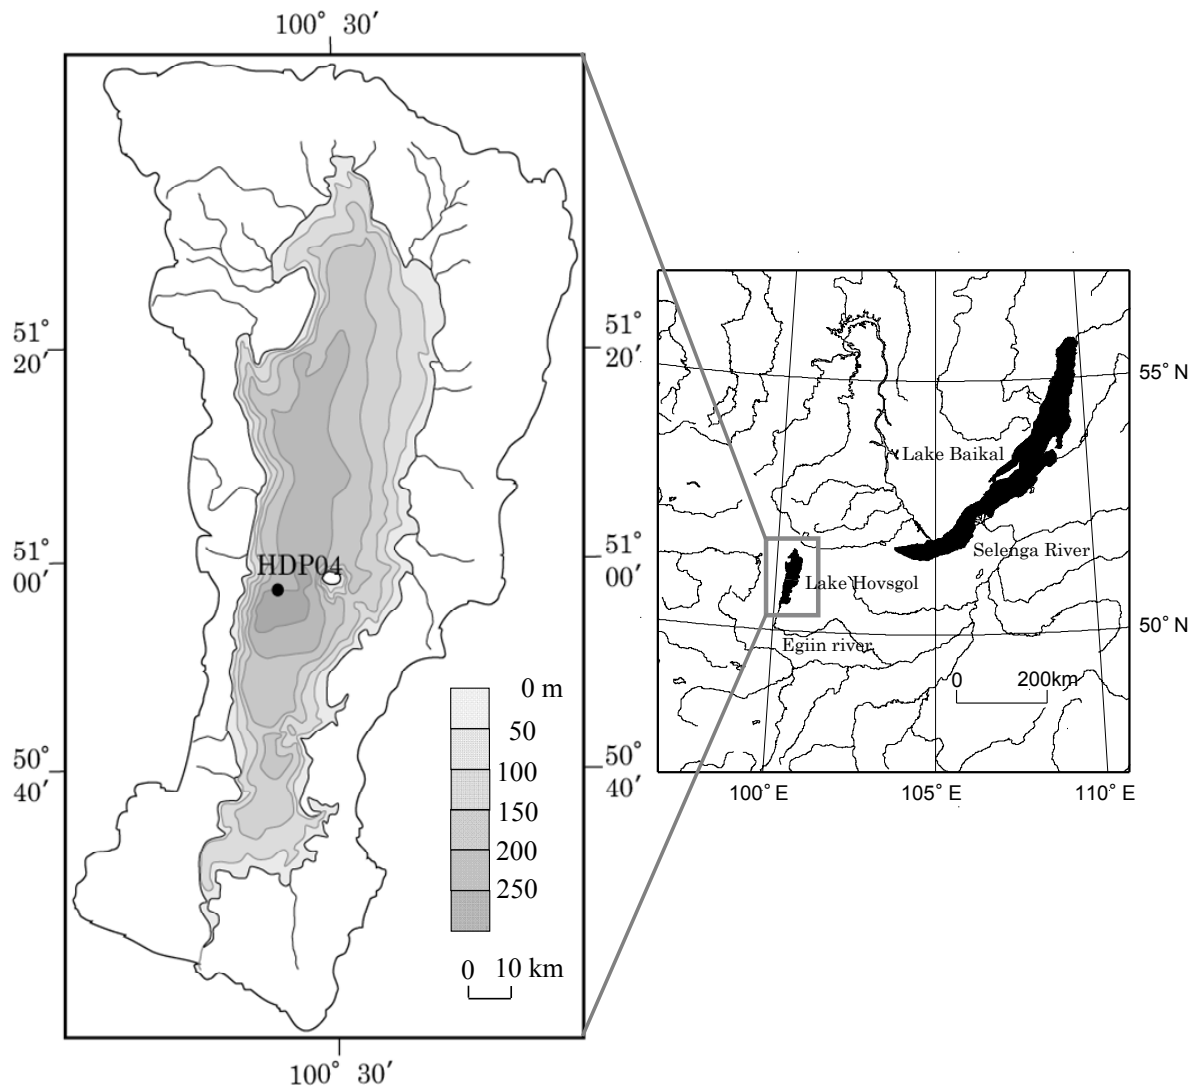 100° 30′
51°
20′
51°
20′
51°
00′
51°
00′
HDP04
50°
40′
50°
40′
0 m
50
100
150
200
250
0 10 km
100° 30′
55° N
Lake Baikal
Selenga River
Lake Hovsgol
50° N
Egiin river
0 200km
100° E 105° E 110° E